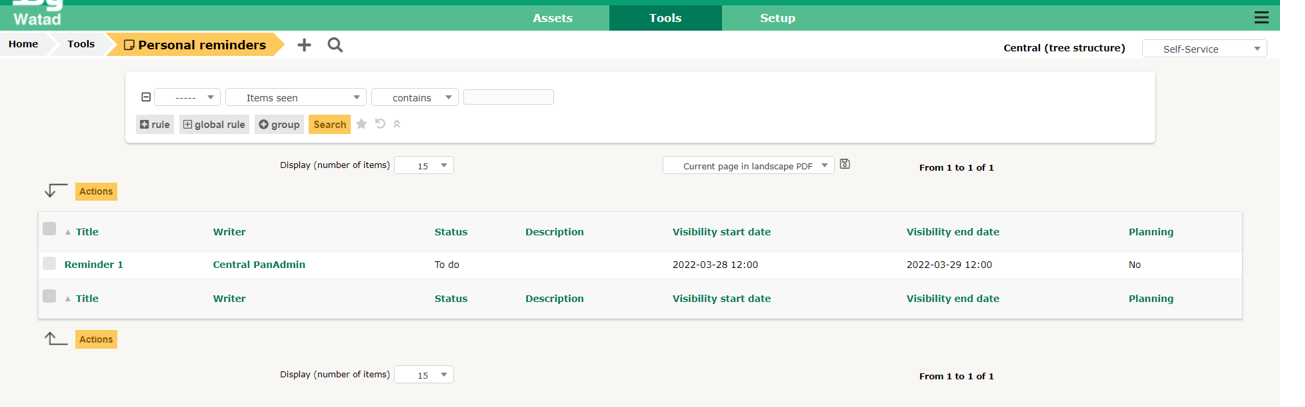 Watad
Assets Tools Setup
Home Tools Personal reminders Central (tree structure) Self-Service
----- Items seen contains
rule global rule group Search
Display (number of items) 15 Current page in landscape PDF From 1 to 1 of 1
Actions
Title Writer Status Description Visibility start date Visibility end date Planning
Reminder 1 Central PanAdmin To do 2022-03-28 12:00 2022-03-29 12:00 No
Title Writer Status Description Visibility start date Visibility end date Planning
Actions
Display (number of items) 15 From 1 to 1 of 1